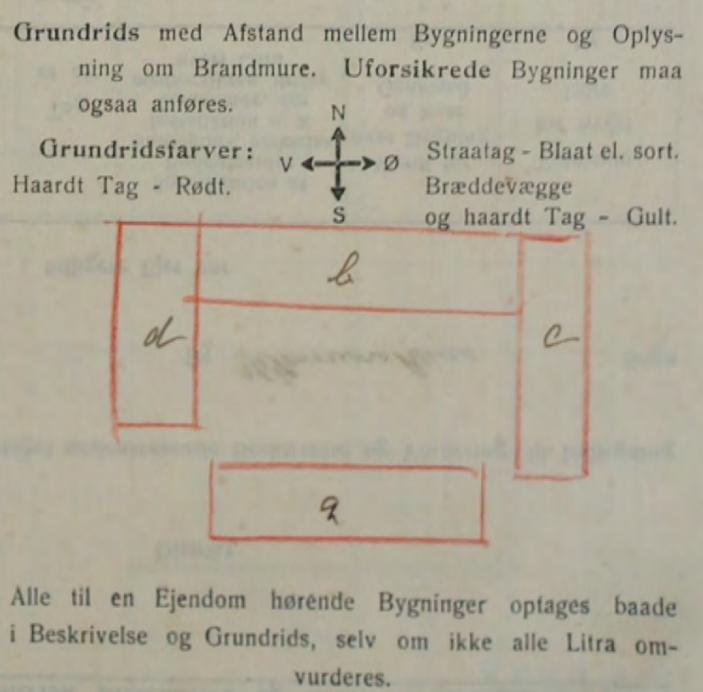 Grundrids med Afstand mellem Bygningerne og Oplys-
ning om Brandmure. Uforsikrede Bygninger maa
ogsaa anføres.
N
Grundridsfarver:
V Ø
Straatag - Blaat el. sort.
Haardt Tag - Rødt.
Bræddevægge
S
og haardt Tag - Gult.
b
d
c
a
Alle til en Ejendom hørende Bygninger optages baade
i Beskrivelse og Grundrids, selv om ikke alle Litra om-
vurderes.